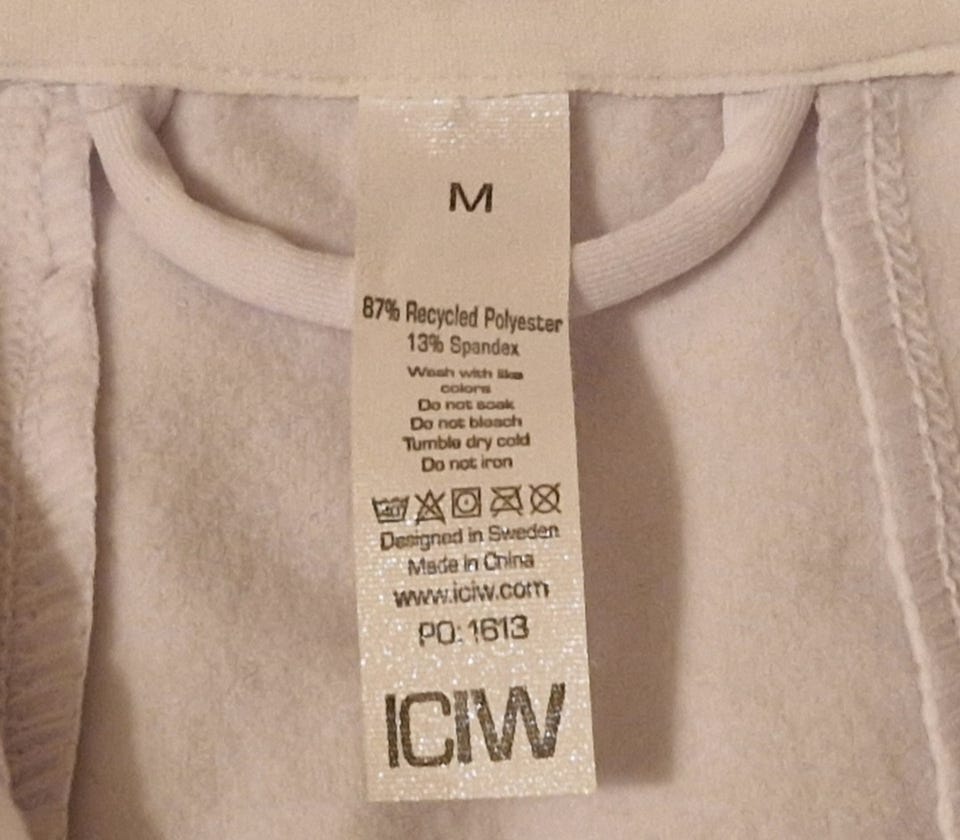 M
87% Recycled Polyester
13% Spandex
Wash with like
colors
Do not soak
Do not bleach
Tumble dry cold
Do not iron
40
Designed in Sweden
Made in China
www.iciw.com
PO: 1613
ICIW